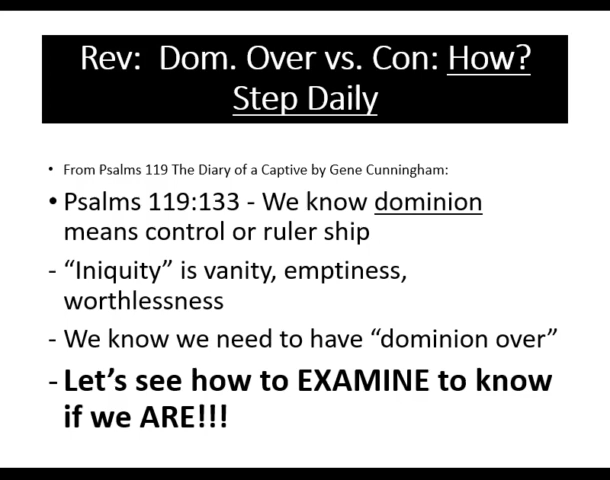 Rev:  Dom. Over vs. Con: How?
Step Daily
• From Psalms 119 The Diary of a Captive by Gene Cunningham:
• Psalms 119:133 - We know dominion
means control or ruler ship
- “Iniquity” is vanity, emptiness,
worthlessness
- We know we need to have “dominion over”
- Let’s see how to EXAMINE to know
if we ARE!!!